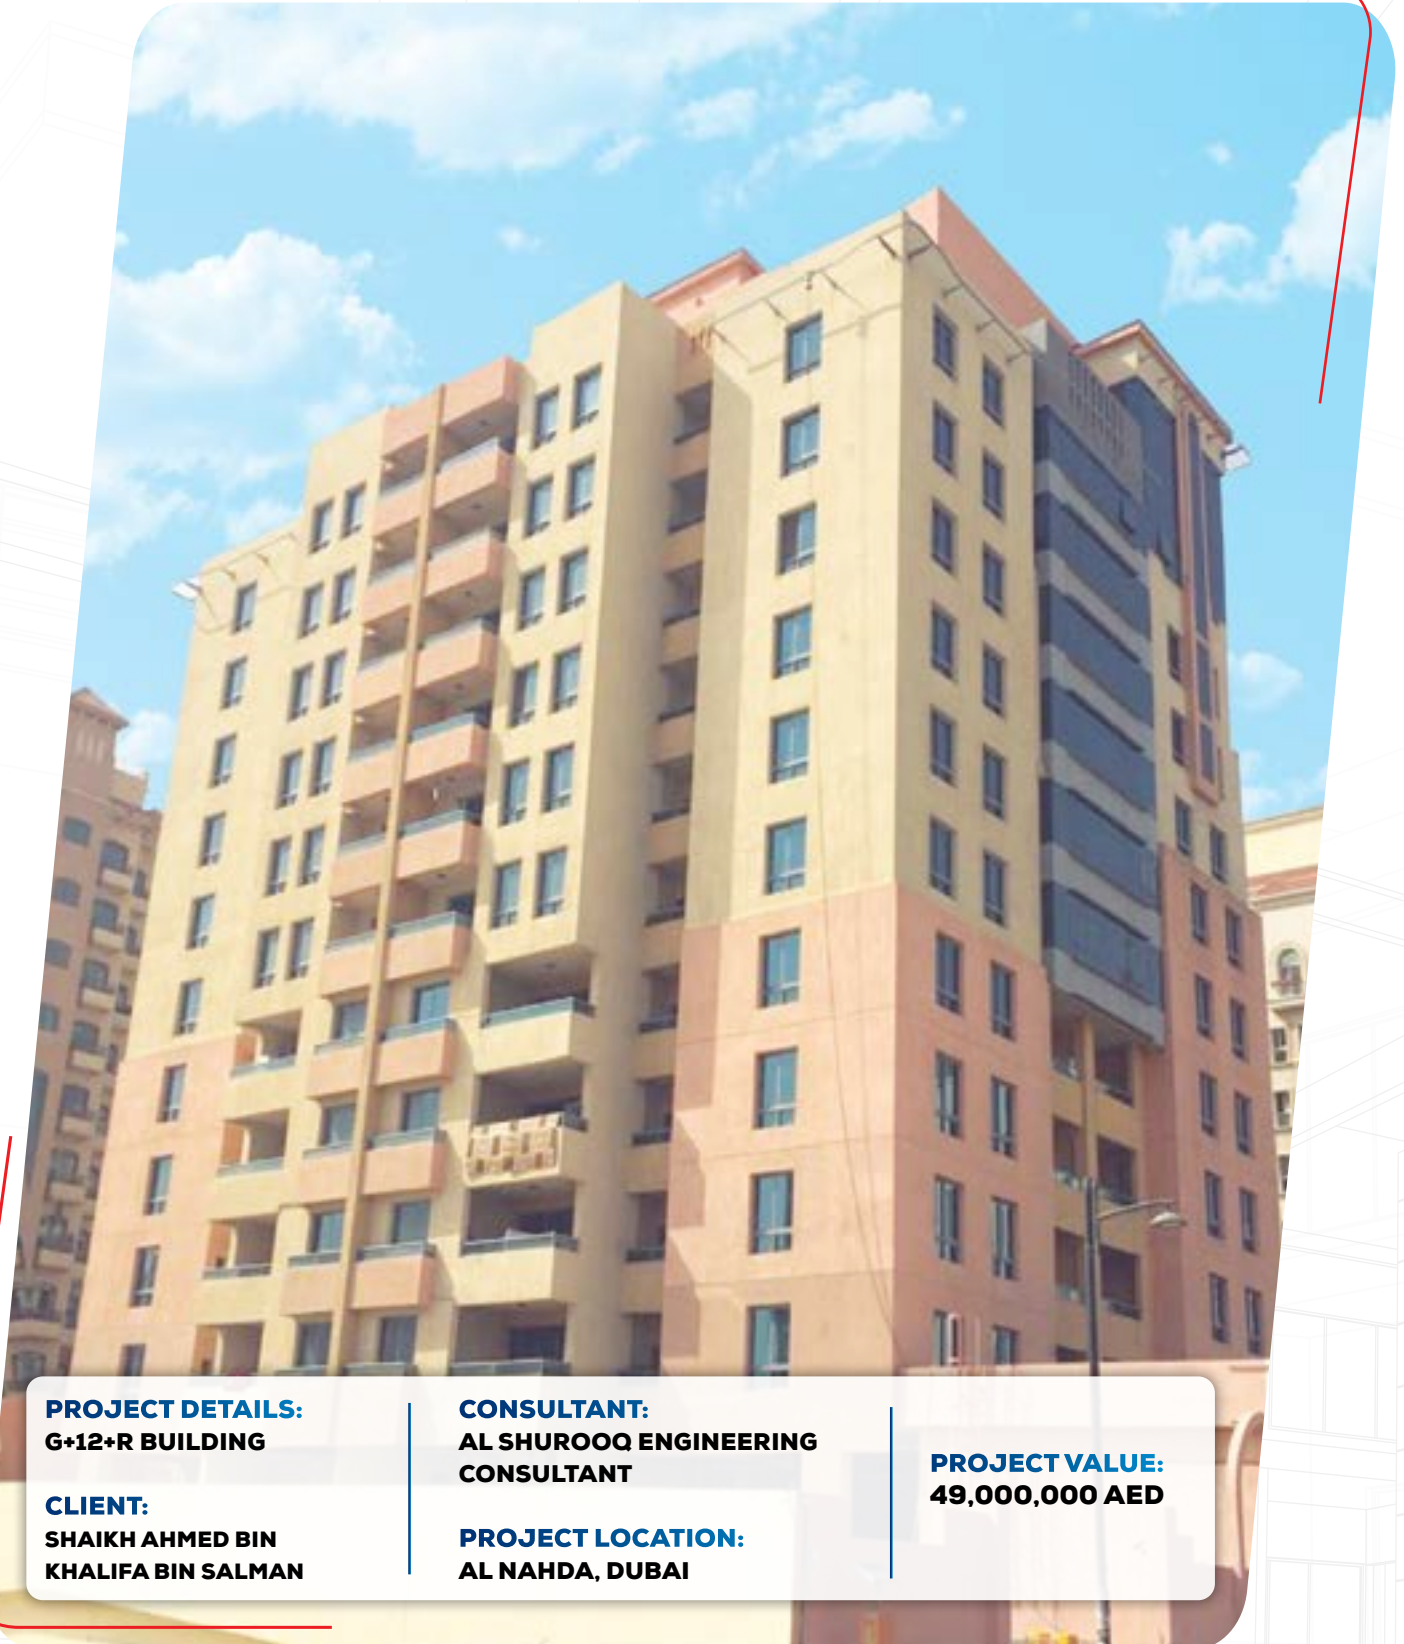 PROJECT DETAILS:
G+12+R BUILDING
CLIENT:
SHAIKH AHMED BIN
KHALIFA BIN SALMAN
CONSULTANT:
AL SHUROOQ ENGINEERING
CONSULTANT
PROJECT LOCATION:
AL NAHDA, DUBAI
PROJECT VALUE:
49,000,000 AED